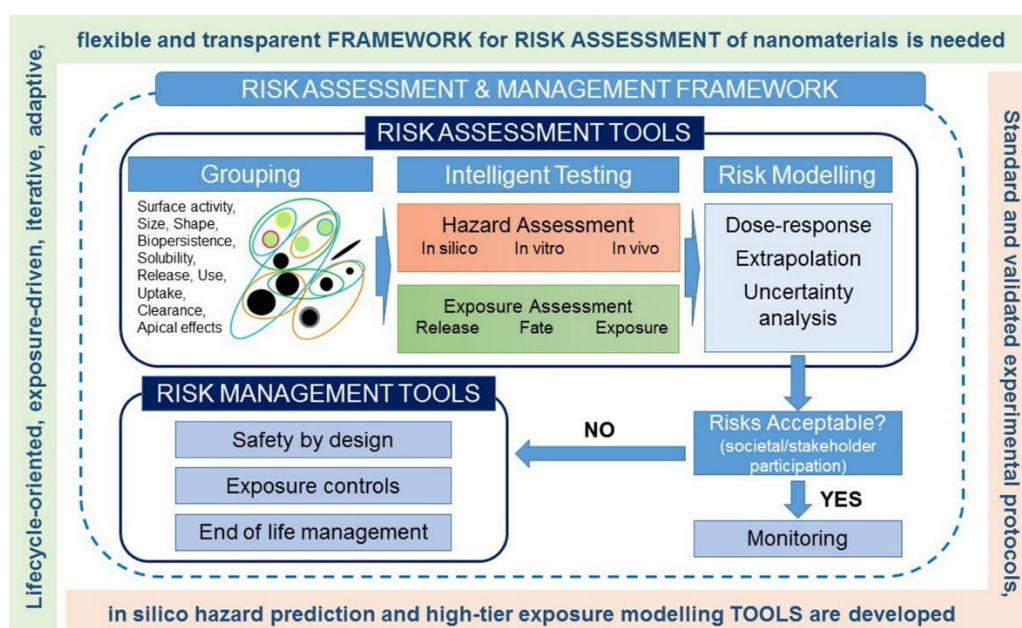 Lifecycle-oriented, exposure-driven, iterative, adaptive,
flexible and transparent FRAMEWORK for RISK ASSESSMENT of nanomaterials is needed
RISK ASSESSMENT & MANAGEMENT FRAMEWORK
RISK ASSESSMENT TOOLS
Grouping
Surface activity,
Size, Shape,
Biopersistence,
Solubility,
Release, Use,
Uptake,
Clearance,
Apical effects
Intelligent Testing
Hazard Assessment
In silico In vitro In vivo
Exposure Assessment
Release Fate Exposure
Risk Modelling
Dose-response
Extrapolation
Uncertainty
analysis
Risks Acceptable?
(societal/stakeholder
participation)
NO
YES
Monitoring
RISK MANAGEMENT TOOLS
Safety by design
Exposure controls
End of life management
Standard and validated experimental protocols,
in silico hazard prediction and high-tier exposure modelling TOOLS are developed